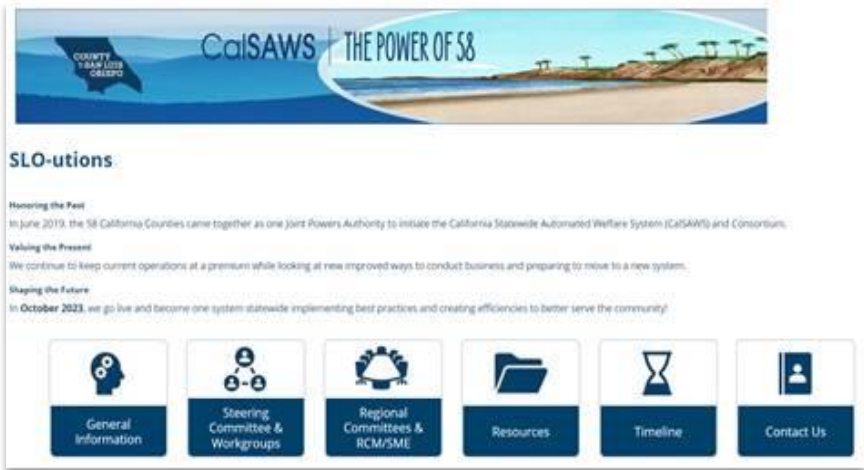 COUNTY
OF SAN LUIS
OBISPO
CalSAWS | THE POWER OF 58
SLO-utions
Honoring the Past
In June 2019, the 58 California Counties came together as one Joint Powers Authority to initiate the California Statewide Automated Welfare System (CalSAWS) and Consortium.
Valuing the Present
We continue to keep current operations at a premium while looking at new improved ways to conduct business and preparing to move to a new system.
Shaping the Future
In October 2023, we go live and become one system statewide implementing best practices and creating efficiencies to better serve the community!
General
Information
Steering
Committee &
Workgroups
Regional
Committees &
RCM/SME
Resources
Timeline
Contact Us